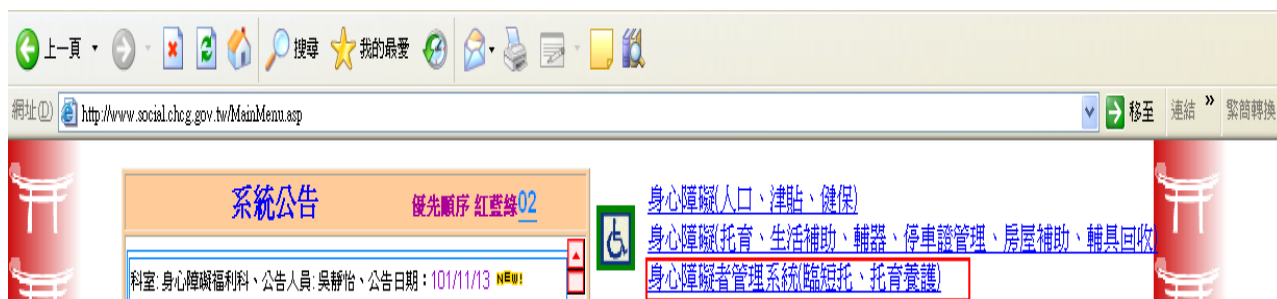 上一頁 搜尋 我的最愛
網址(D) http://www.social.chcg.gov.tw/MainMenu.asp 移至 連結 » 繁簡轉換
系統公告 優先順序 紅藍綠02
科室: 身心障礙福利科、公告人員: 吳靜怡、公告日期：101/11/13 NEW!
身心障礙(人口、津貼、健保)
身心障礙(托育、生活補助、輔器、停車證管理、房屋補助、輔具回收)
身心障礙者管理系統(臨短托、托育養護)